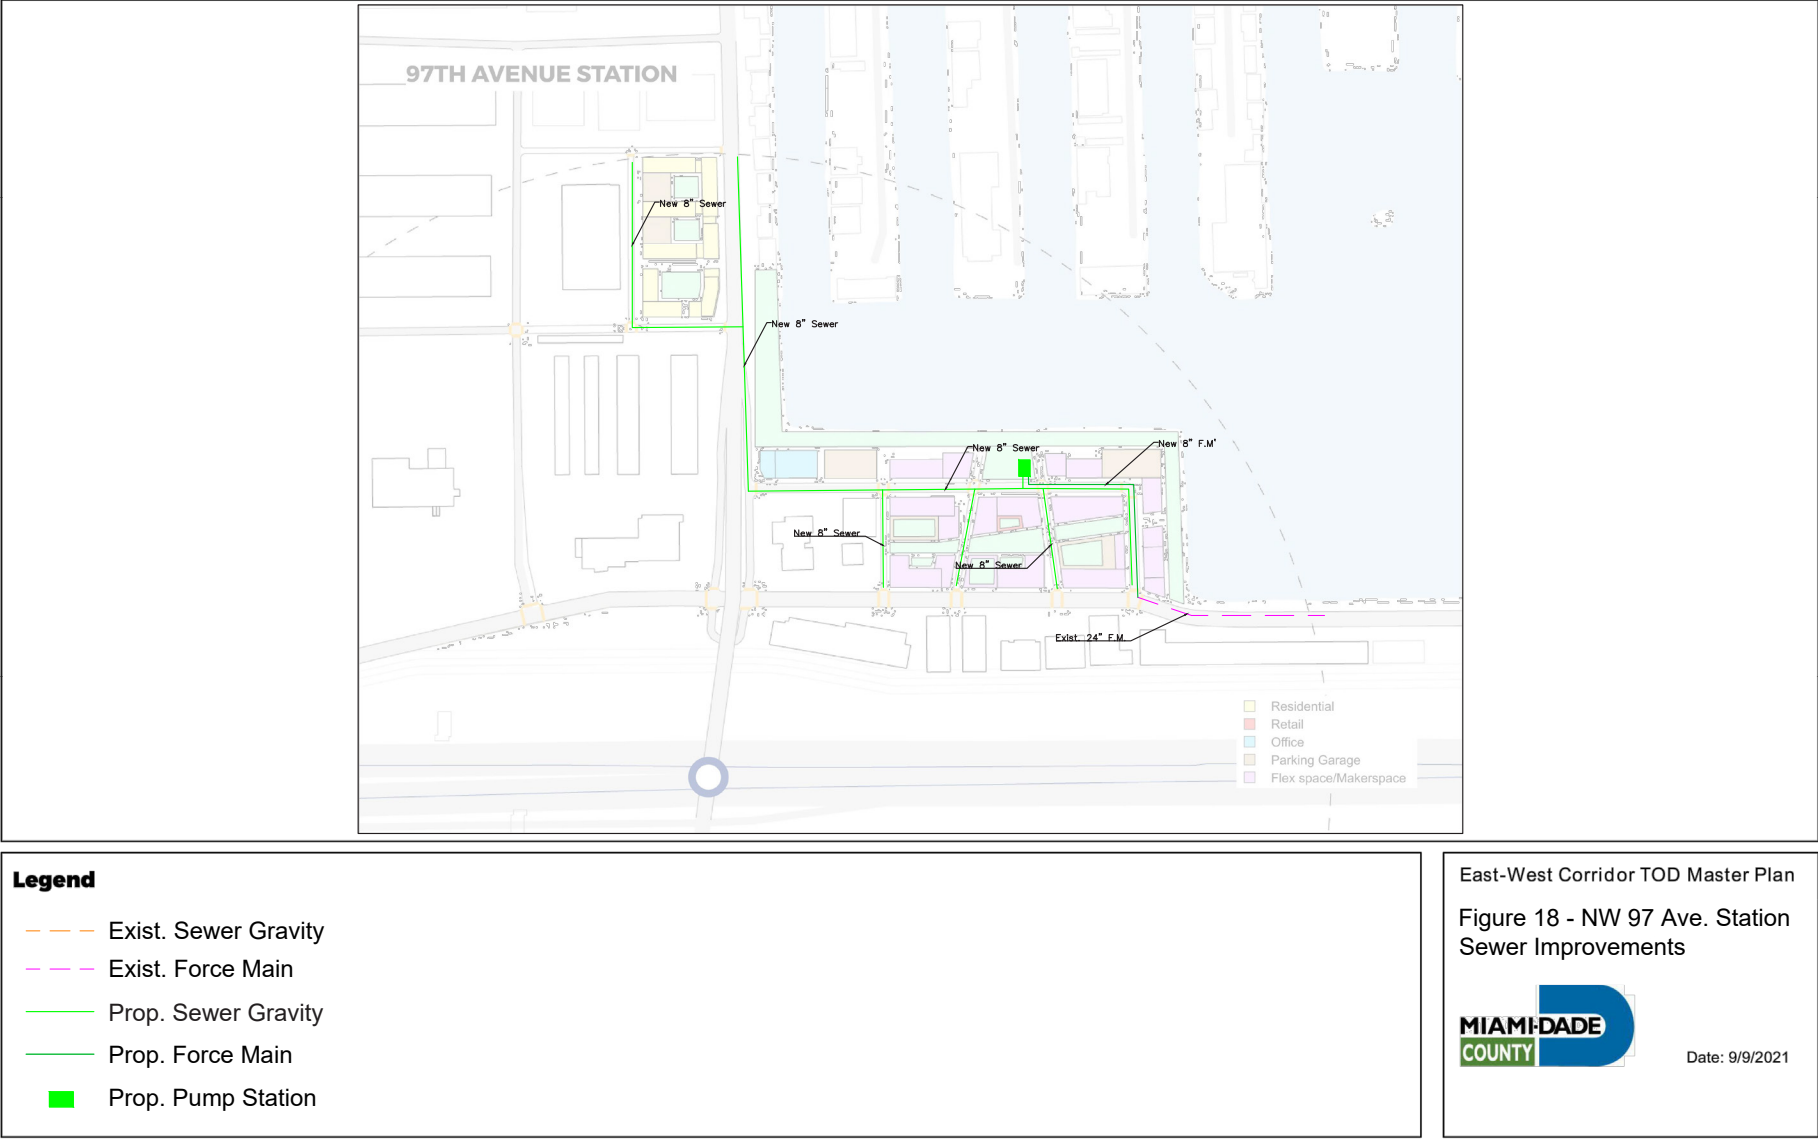 97TH AVENUE STATION
New 8" Sewer
New 8" Sewer
New 8" F.M'
New 8" Sewer
New 8" Sewer
New 8" Sewer
Exist. 24" F.M.
Residential
Retail
Office
Parking Garage
Flex space/Makerspace
Legend
Exist. Sewer Gravity
Exist. Force Main
Prop. Sewer Gravity
Prop. Force Main
Prop. Pump Station
East-West Corridor TOD Master Plan
Figure 18 - NW 97 Ave. Station
Sewer Improvements
MIAMI-DADE
COUNTY
Date: 9/9/2021